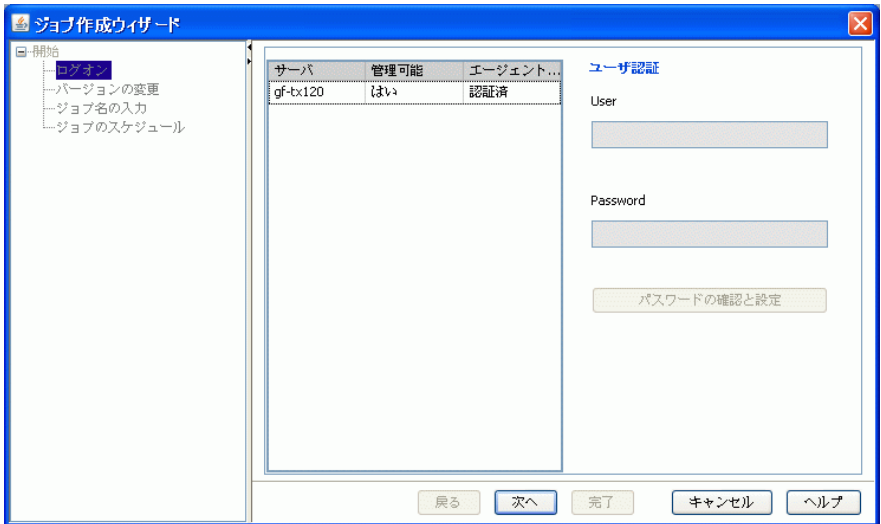 ジョブ作成ウィザード
開始
ログオン
バージョンの変更
ジョブ名の入力
ジョブのスケジュール
サーバ 管理可能 エージェント...
gf-tx120 はい 認証済
ユーザ認証
User
Password
パスワードの確認と設定
戻る 次へ 完了 キャンセル ヘルプ